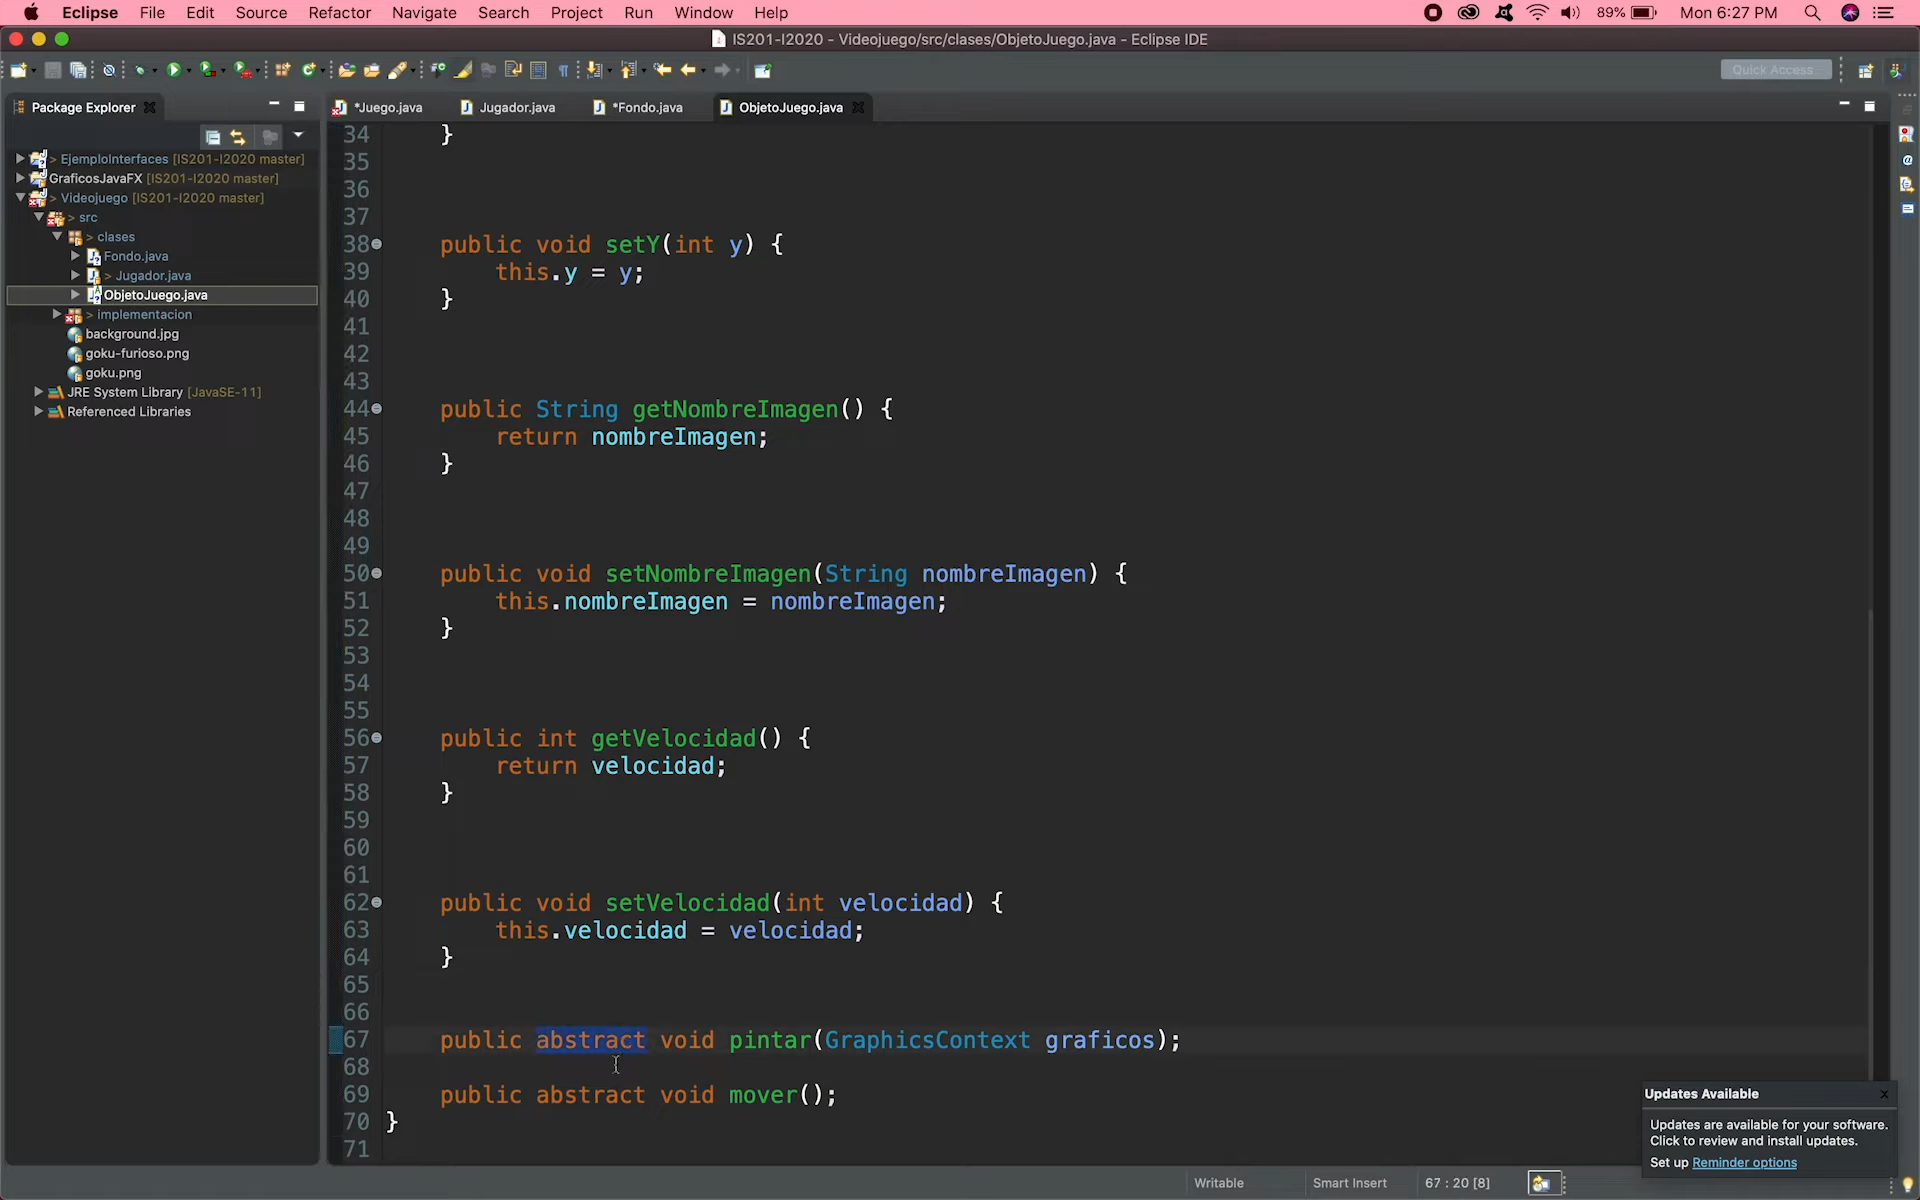 Eclipse File Edit Source Refactor Navigate Search Project Run Window Help 89% Mon 6:27 PM
IS201-I2020 - Videojuego/src/clases/ObjetoJuego.java - Eclipse IDE
Quick Access
Package Explorer
*Juego.java Jugador.java *Fondo.java ObjetoJuego.java
> EjemploInterfaces [IS201-I2020 master]
GraficosJavaFX [IS201-I2020 master]
> Videojuego [IS201-I2020 master]
> src
> clases
Fondo.java
> Jugador.java
ObjetoJuego.java
> implementacion
background.jpg
goku-furioso.png
goku.png
JRE System Library [JavaSE-11]
Referenced Libraries
34 }
35
36
37
38 public void setY(int y) {
39 this.y = y;
40 }
41
42
43
44 public String getNombreImagen() {
45 return nombreImagen;
46 }
47
48
49
50 public void setNombreImagen(String nombreImagen) {
51 this.nombreImagen = nombreImagen;
52 }
53
54
55
56 public int getVelocidad() {
57 return velocidad;
58 }
59
60
61
62 public void setVelocidad(int velocidad) {
63 this.velocidad = velocidad;
64 }
65
66
67 public abstract void pintar(GraphicsContext graficos);
68
69 public abstract void mover();
70 }
71
Updates Available
Updates are available for your software.
Click to review and install updates.
Set up Reminder options
Writable Smart Insert 67 : 20 [8]